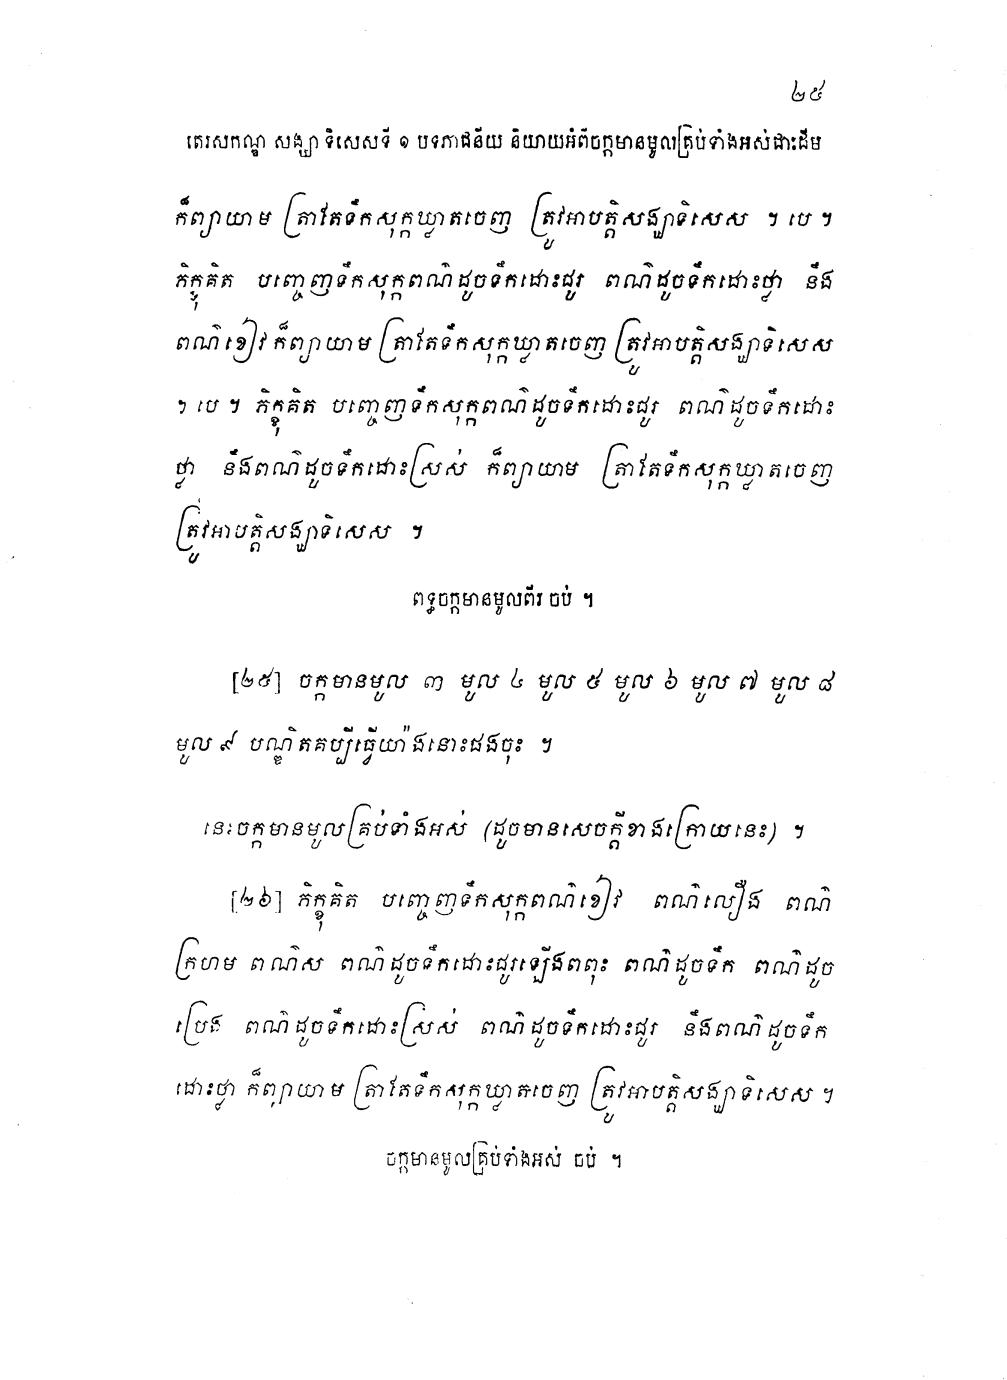 ២៥
តេរសកណ្ឌ សង្ឃាទិសេសទី ១ បទភាជនីយ និយាយអំពីចក្កមានមូលគ្រប់ទាំងអស់ដោះដើម
ក៏ព្យាយាម ត្រាតែទឹកសុក្កឃ្លាតចេញ ត្រូវអាបត្តិសង្ឃាទិសេស ។ បេ ។
ភិក្ខុគិត បញ្ចេញទឹកសុក្កពណ៌ដូចទឹកដោះជូរ ពណ៌ដូចទឹកដោះថ្លា នឹង
ពណ៌ខៀវ ក៏ព្យាយាម ត្រាតែទឹកសុក្កឃ្លាតចេញ ត្រូវអាបត្តិសង្ឃាទិសេស
។ បេ ។ ភិក្ខុគិត បញ្ចេញទឹកសុក្កពណ៌ដូចទឹកដោះជូរ ពណ៌ដូចទឹកដោះ
ថ្លា នឹងពណ៌ដូចទឹកដោះស្រស់ ក៏ព្យាយាម ត្រាតែទឹកសុក្កឃ្លាតចេញ
ត្រូវអាបត្តិសង្ឃាទិសេស ។
ពទ្ធចក្កមានមូលពីរ ចប់ ។
[២៥] ចក្កមានមូល ៣ មូល ៤ មូល ៥ មូល ៦ មូល ៧ មូល ៨
មូល ៩ បណ្ឌិតគប្បីធ្វើយ៉ាងនោះផងចុះ ។
នេះចក្កមានមូលគ្រប់ទាំងអស់ (ដូចមានសេចក្តីខាងក្រោយនេះ) ។
[២៦] ភិក្ខុគិត បញ្ចេញទឹកសុក្កពណ៌ខៀវ ពណ៌លឿង ពណ៌
ក្រហម ពណ៌ស ពណ៌ដូចទឹកដោះជូរឡើងពពុះ ពណ៌ដូចទឹក ពណ៌ដូច
ប្រេង ពណ៌ដូចទឹកដោះស្រស់ ពណ៌ដូចទឹកដោះជូរ នឹងពណ៌ដូចទឹក
ដោះថ្លា ក៏ព្យាយាម ត្រាតែទឹកសុក្កឃ្លាតចេញ ត្រូវអាបត្តិសង្ឃាទិសេស ។
ចក្កមានមូលគ្រប់ទាំងអស់ ចប់ ។